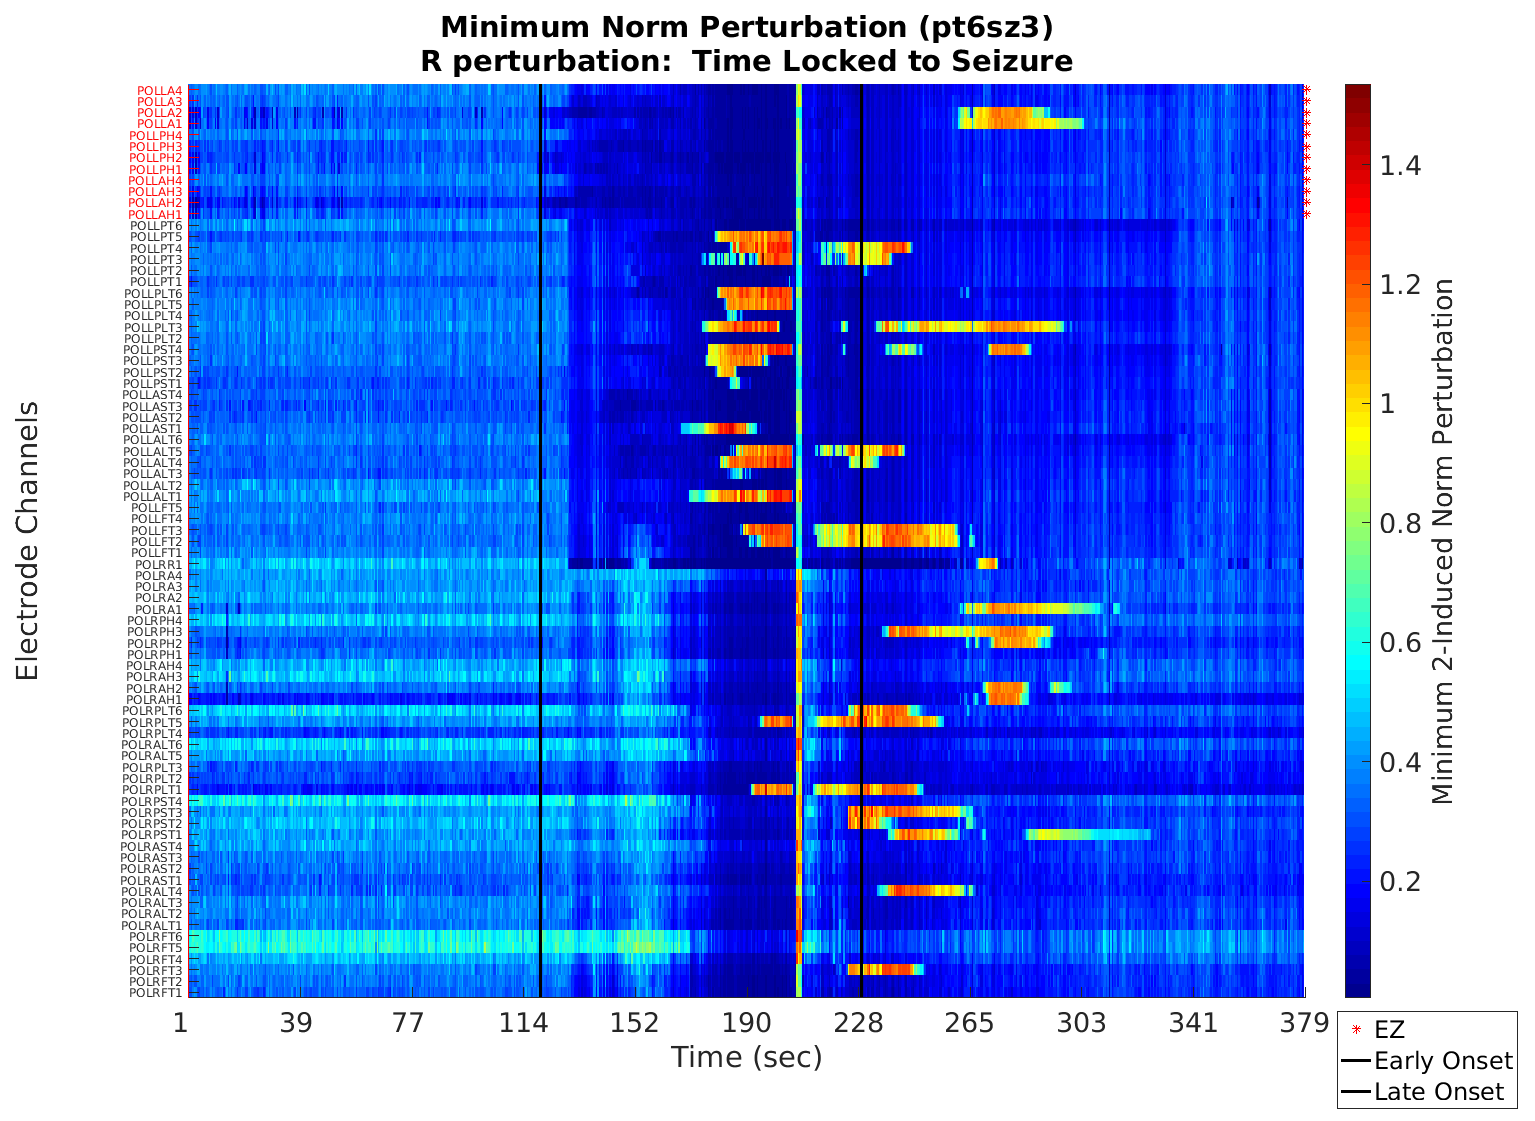 Minimum Norm Perturbation (pt6sz3)
R perturbation:  Time Locked to Seizure
Electrode Channels
POLLA4
POLLA3
POLLA2
POLLA1
POLLPH4
POLLPH3
POLLPH2
POLLPH1
POLLAH4
POLLAH3
POLLAH2
POLLAH1
POLLPT6
POLLPT5
POLLPT4
POLLPT3
POLLPT2
POLLPT1
POLLPLT6
POLLPLT5
POLLPLT4
POLLPLT3
POLLPLT2
POLLPST4
POLLPST3
POLLPST2
POLLPST1
POLLAST4
POLLAST3
POLLAST2
POLLAST1
POLLALT6
POLLALT5
POLLALT4
POLLALT3
POLLALT2
POLLALT1
POLLFT5
POLLFT4
POLLFT3
POLLFT2
POLLFT1
POLRR1
POLRA4
POLRA3
POLRA2
POLRA1
POLRPH4
POLRPH3
POLRPH2
POLRPH1
POLRAH4
POLRAH3
POLRAH2
POLRAH1
POLRPLT6
POLRPLT5
POLRPLT4
POLRALT6
POLRALT5
POLRPLT3
POLRPLT2
POLRPLT1
POLRPST4
POLRPST3
POLRPST2
POLRPST1
POLRAST4
POLRAST3
POLRAST2
POLRAST1
POLRALT4
POLRALT3
POLRALT2
POLRALT1
POLRFT6
POLRFT5
POLRFT4
POLRFT3
POLRFT2
POLRFT1
1 39 77 114 152 190 228 265 303 341 379
Time (sec)
1.4
1.2
1
0.8
0.6
0.4
0.2
Minimum 2-Induced Norm Perturbation
EZ
Early Onset
Late Onset